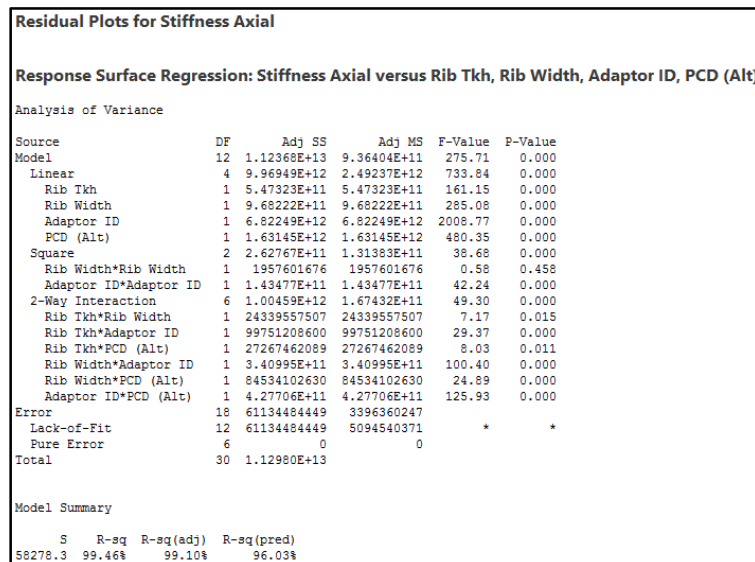 Residual Plots for Stiffness Axial
Response Surface Regression: Stiffness Axial versus Rib Tkh, Rib Width, Adaptor ID, PCD (Alt)
Analysis of Variance
Source DF Adj SS Adj MS F-Value P-Value
Model 12 1.12368E+13 9.36404E+11 275.71 0.000
Linear 4 9.96949E+12 2.49237E+12 733.84 0.000
Rib Tkh 1 5.47323E+11 5.47323E+11 161.15 0.000
Rib Width 1 9.68222E+11 9.68222E+11 285.08 0.000
Adaptor ID 1 6.82249E+12 6.82249E+12 2008.77 0.000
PCD (Alt) 1 1.63145E+12 1.63145E+12 480.35 0.000
Square 2 2.62767E+11 1.31383E+11 38.68 0.000
Rib Width*Rib Width 1 1957601676 1957601676 0.58 0.458
Adaptor ID*Adaptor ID 1 1.43477E+11 1.43477E+11 42.24 0.000
2-Way Interaction 6 1.00459E+12 1.67432E+11 49.30 0.000
Rib Tkh*Rib Width 1 24339557507 24339557507 7.17 0.015
Rib Tkh*Adaptor ID 1 99751208600 99751208600 29.37 0.000
Rib Tkh*PCD (Alt) 1 27267462089 27267462089 8.03 0.011
Rib Width*Adaptor ID 1 3.40995E+11 3.40995E+11 100.40 0.000
Rib Width*PCD (Alt) 1 84534102630 84534102630 24.89 0.000
Adaptor ID*PCD (Alt) 1 4.27706E+11 4.27706E+11 125.93 0.000
Error 18 61134484449 3396360247
Lack-of-Fit 12 61134484449 5094540371 * *
Pure Error 6 0 0
Total 30 1.12980E+13
Model Summary
S R-sq R-sq(adj) R-sq(pred)
58278.3 99.46% 99.10% 96.03%